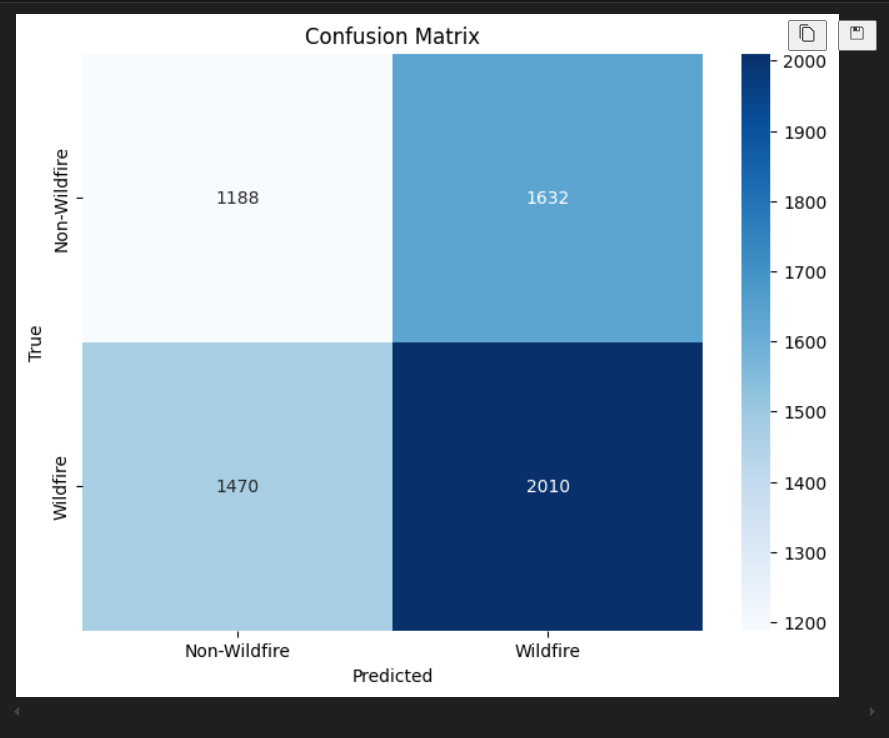 Confusion Matrix
Non-Wildfire
Wildfire
True
1188
1632
1470
2010
Non-Wildfire
Wildfire
Predicted
2000
1900
1800
1700
1600
1500
1400
1300
1200